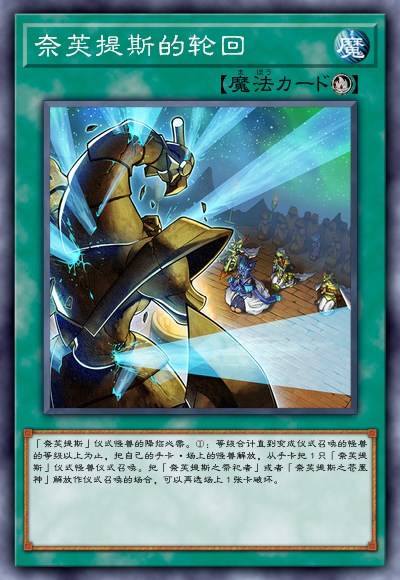 奈芙提斯的轮回
魔
【魔法カード】
まほう
「奈芙提斯」仪式怪兽的降临必需。①：等级合计直到变成仪式召唤的怪兽
的等级以上为止，把自己的手卡·场上的怪兽解放，从手卡把1只「奈芙提
斯」仪式怪兽仪式召唤。把「奈芙提斯之祭祀者」或者「奈芙提斯之苍凰
神」解放作仪式召唤的场合，可以再选场上1张卡破坏。